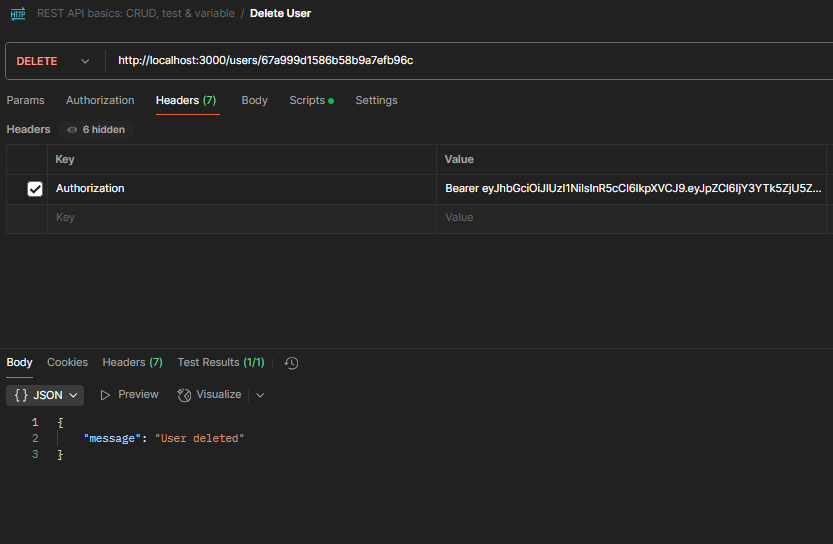 HTTP REST API basics: CRUD, test & variable / Delete User
DELETE http://localhost:3000/users/67a999d1586b58b9a7efb96c
Params Authorization Headers (7) Body Scripts Settings
Headers 6 hidden
Key Value
Authorization Bearer eyJhbGciOiJIUzI1NiIsInR5cCI6IkpXVCJ9.eyJpZCI6IjY3YTk5ZjU5Z...
Key Value
Body Cookies Headers (7) Test Results (1/1)
{ } JSON Preview Visualize
1 {
2 "message": "User deleted"
3 }